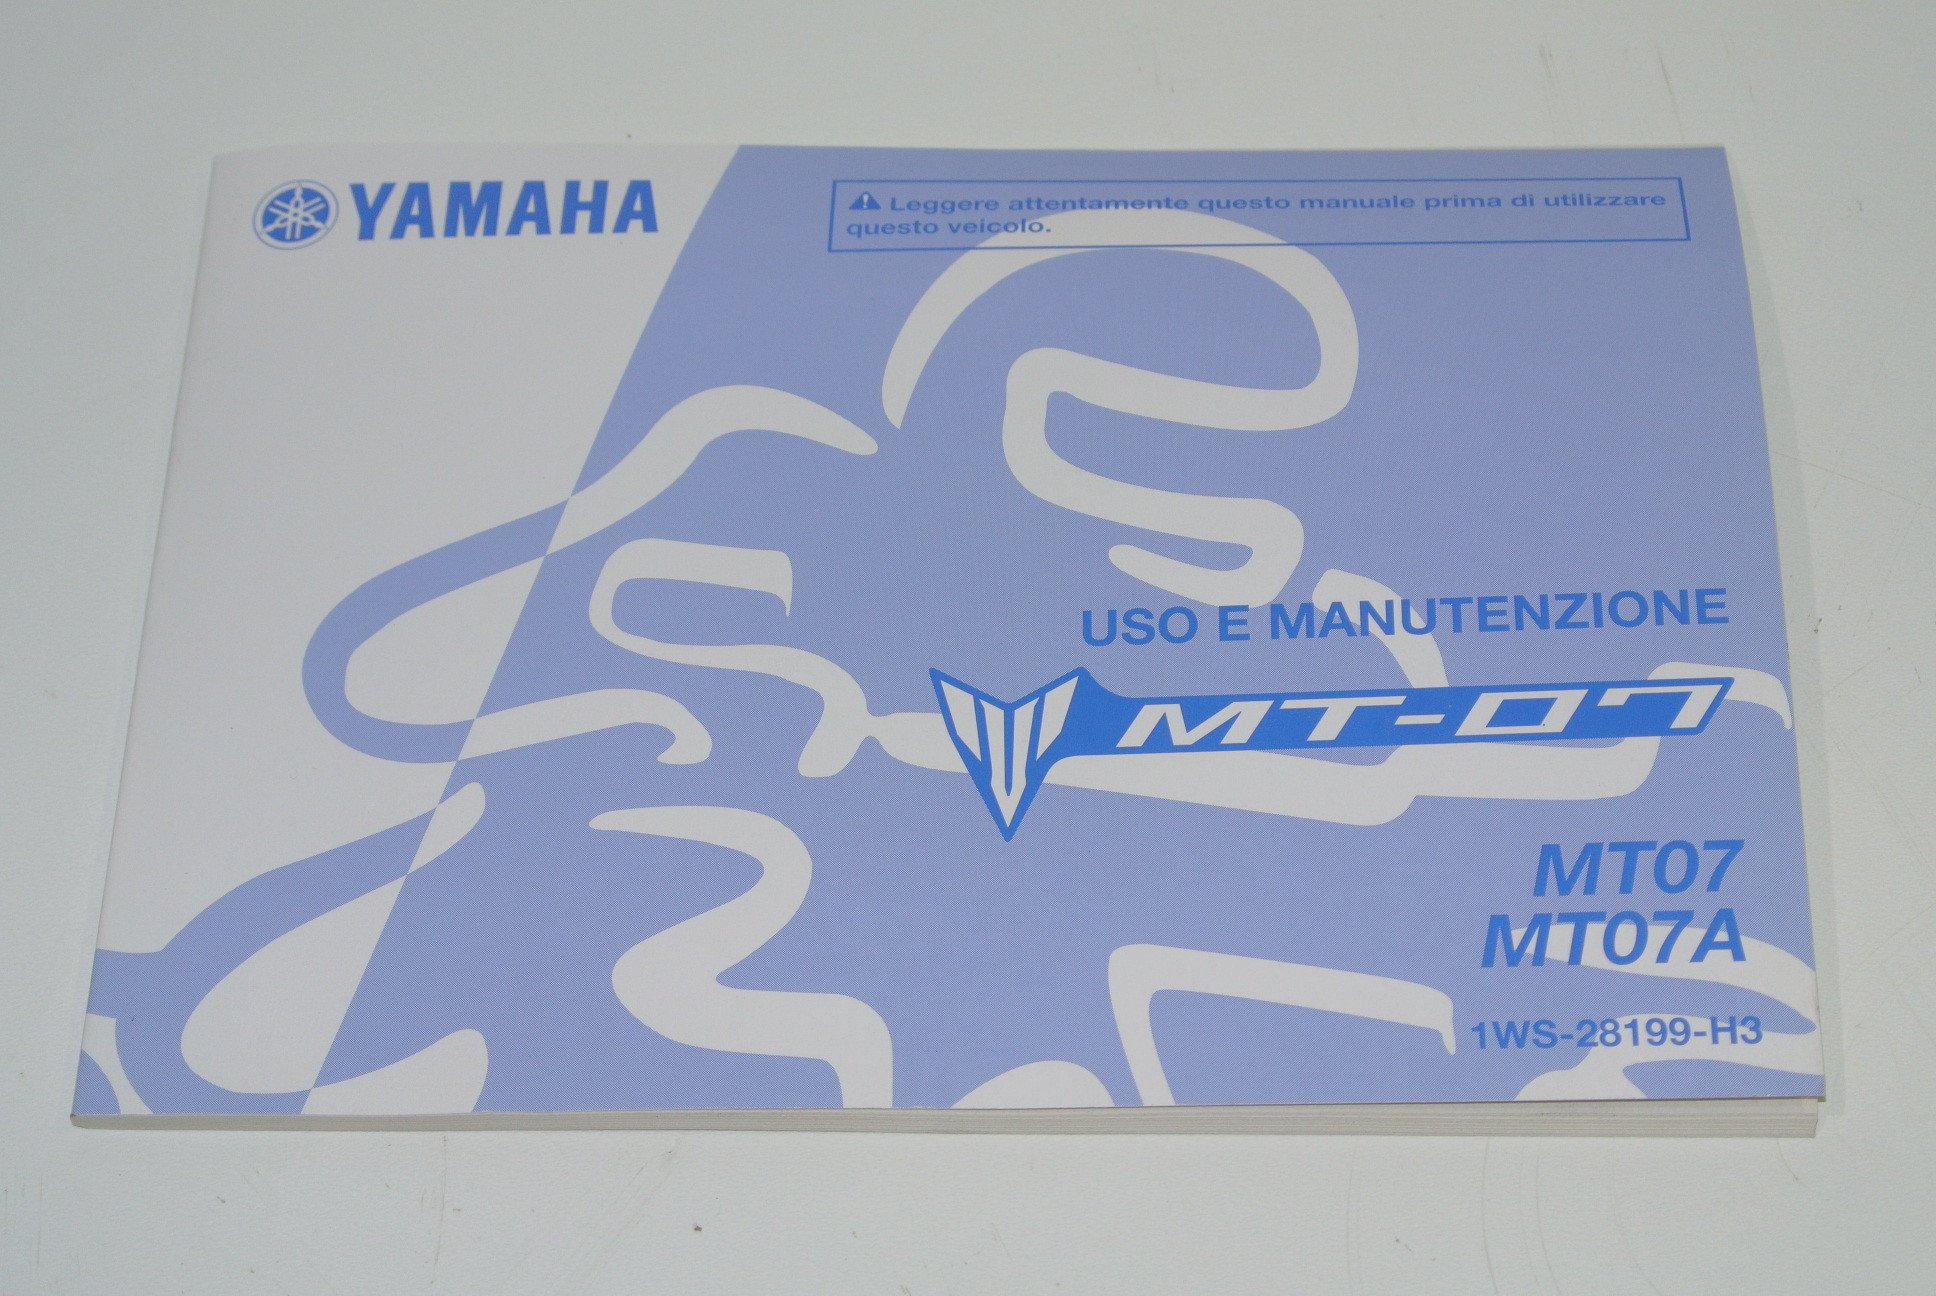 YAMAHA
⚠ Leggere attentamente questo manuale prima di utilizzare
questo veicolo.
USO E MANUTENZIONE
MT-07
MT07
MT07A
1WS-28199-H3